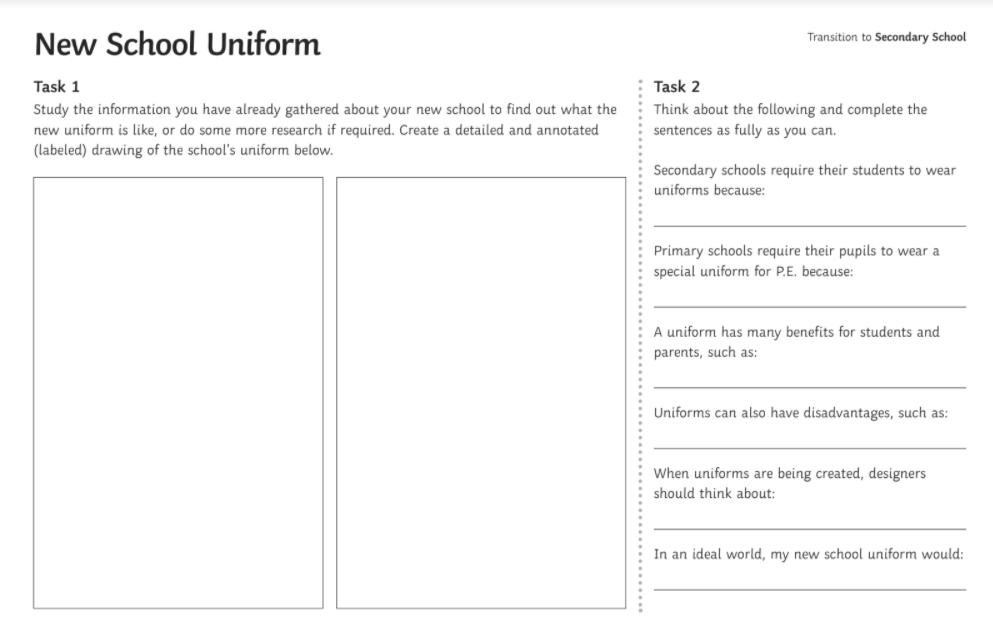 New School Uniform
Transition to Secondary School
Task 1
Study the information you have already gathered about your new school to find out what the
new uniform is like, or do some more research if required. Create a detailed and annotated
(labeled) drawing of the school's uniform below.
Task 2
Think about the following and complete the
sentences as fully as you can.
Secondary schools require their students to wear
uniforms because:
Primary schools require their pupils to wear a
special uniform for P.E. because:
A uniform has many benefits for students and
parents, such as:
Uniforms can also have disadvantages, such as:
When uniforms are being created, designers
should think about:
In an ideal world, my new school uniform would: